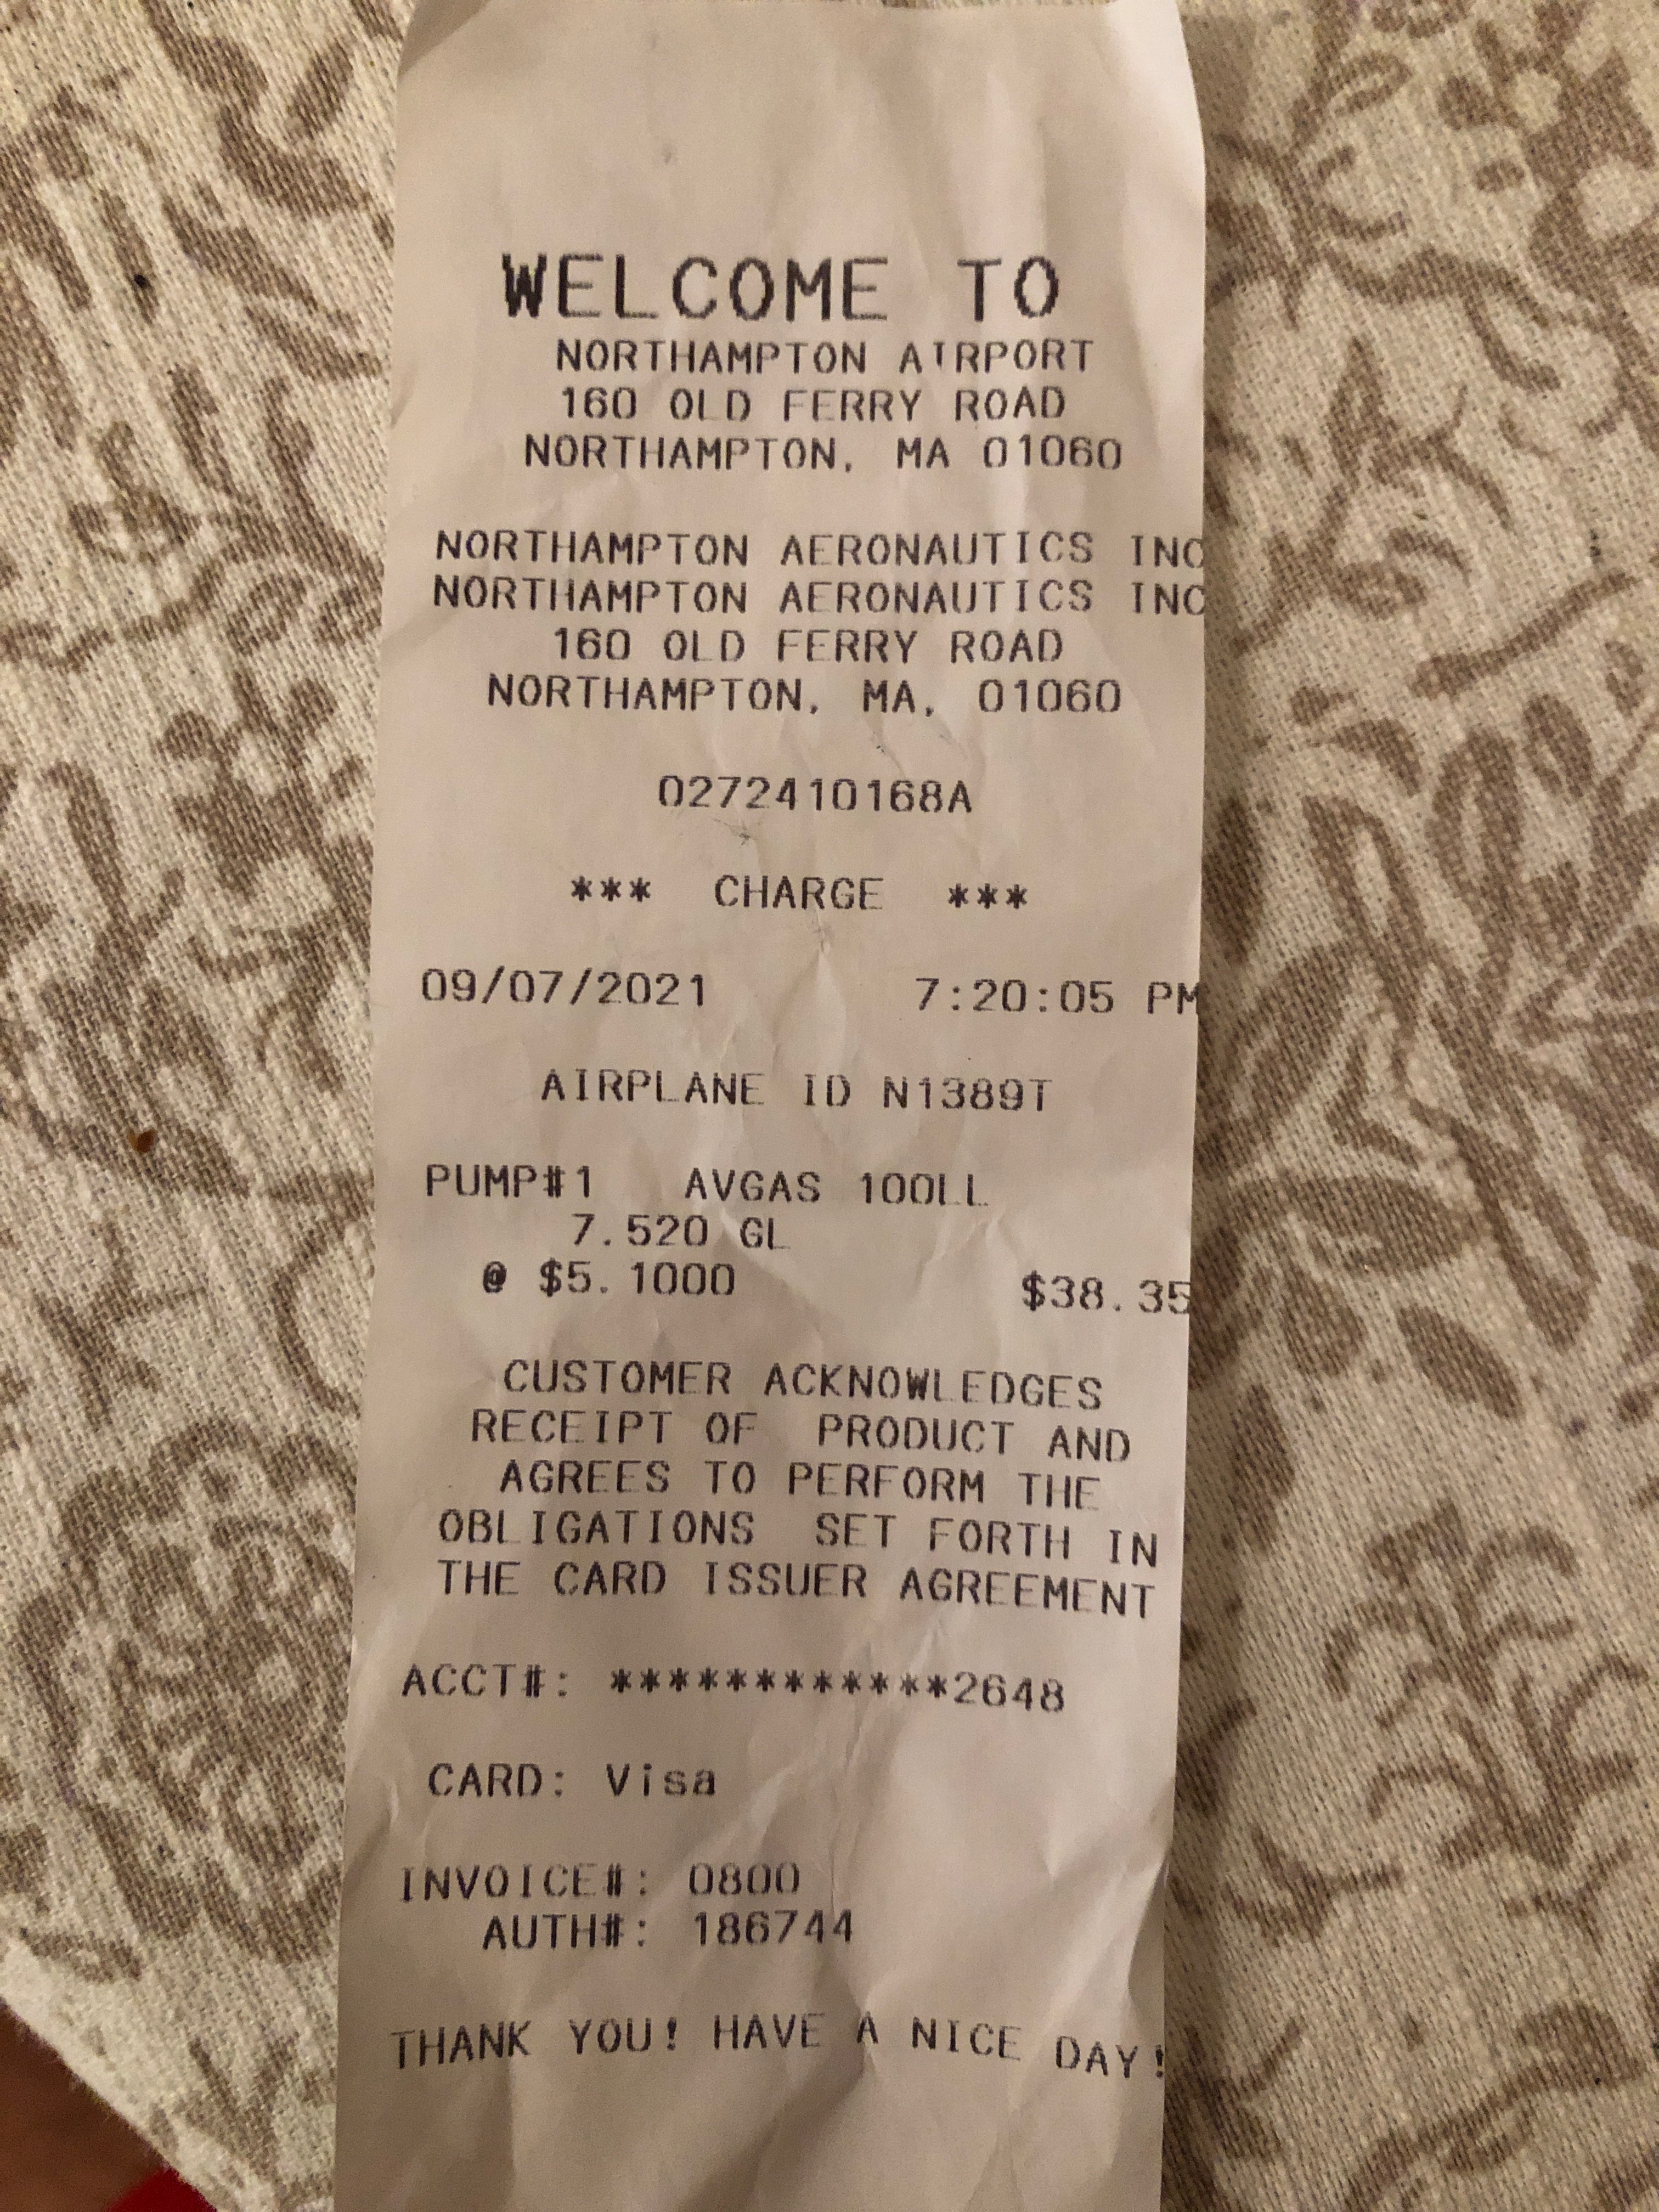 WELCOME TO
NORTHAMPTON AIRPORT
160 OLD FERRY ROAD
NORTHAMPTON, MA 01060
NORTHAMPTON AERONAUTICS INC
NORTHAMPTON AERONAUTICS INC
160 OLD FERRY ROAD
NORTHAMPTON, MA, 01060
0272410168A
*** CHARGE ***
09/07/2021 7:20:05 PM
AIRPLANE ID N1389T
PUMP#1 AVGAS 100LL
7.520 GL
@ $5.1000 $38.35
CUSTOMER ACKNOWLEDGES
RECEIPT OF PRODUCT AND
AGREES TO PERFORM THE
OBLIGATIONS SET FORTH IN
THE CARD ISSUER AGREEMENT
ACCT#: ************2648
CARD: Visa
INVOICE#: 0800
AUTH#: 186744
THANK YOU! HAVE A NICE DAY!